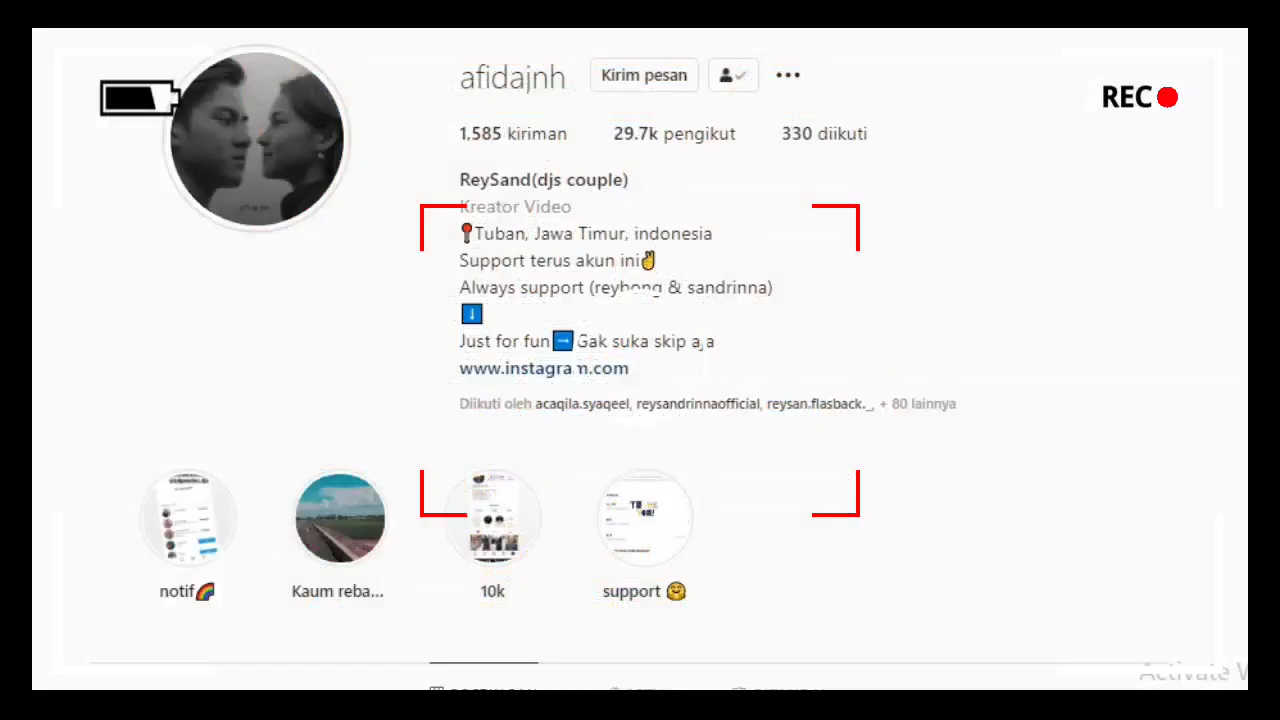 afidajnh Kirim pesan
REC
1,585 kiriman 29.7k pengikut 330 diikuti
ReySand(djs couple)
Kreator Video
📍Tuban, Jawa Timur, indonesia
Support terus akun ini✌
Always support (reybong & sandrinna)
⬇
Just for fun➡Gak suka skip aja
www.instagram.com
Diikuti oleh acaqila.syaqeel, reysandrinnaofficial, reysan.flasback._, + 80 lainnya
notif🌈 Kaum reba... 10k support 🤗
Activate